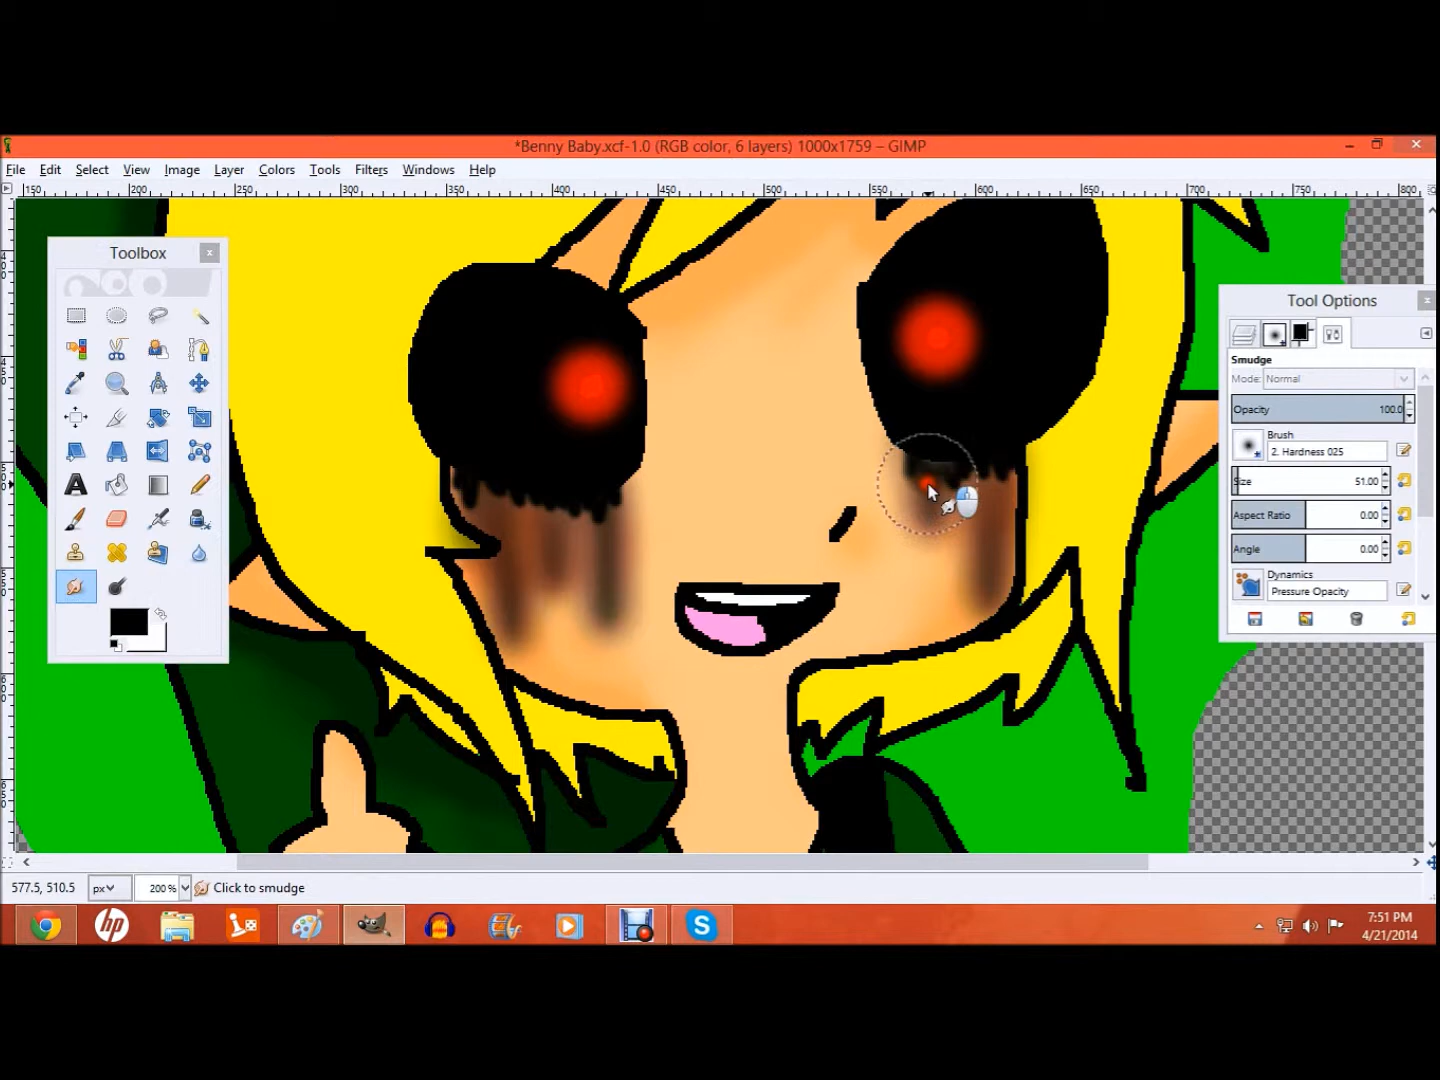 *Benny Baby.xcf-1.0 (RGB color, 6 layers) 1000x1759 – GIMP
File Edit Select View Image Layer Colors Tools Filters Windows Help
150 200 250 300 350 400 450 500 550 600 650 700 750 800
Toolbox
Tool Options
Smudge
Mode: Normal
Opacity 100.0
Brush
2. Hardness 025
Size 51.00
Aspect Ratio 0.00
Angle 0.00
Dynamics
Pressure Opacity
577.5, 510.5 px 200 % Click to smudge
hp
S
7:51 PM
4/21/2014